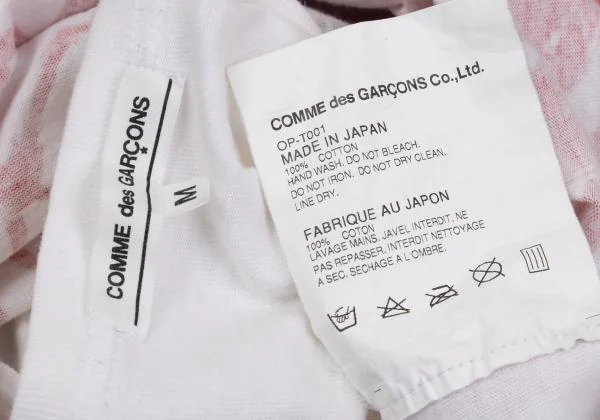 COMME des GARÇONS
M
COMME des GARÇONS Co.,Ltd.
OP-T001
MADE IN JAPAN
100% COTTON
HAND WASH. DO NOT BLEACH.
DO NOT IRON. DO NOT DRY CLEAN.
LINE DRY.
FABRIQUE AU JAPON
100% COTON
LAVAGE MAINS. JAVEL INTERDIT. NE
PAS REPASSER. INTERDIT NETTOYAGE
A SEC. SECHAGE A L'OMBRE.